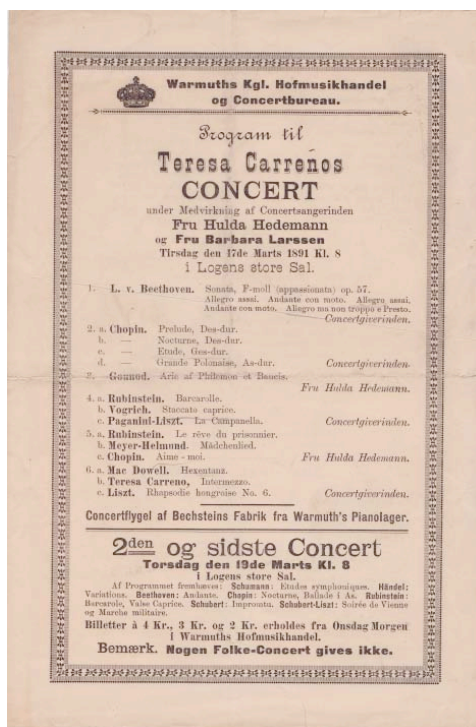 Warmuths Kgl. Hofmusikhandel
og Concertbureau.
Program til
Teresa Carreños
CONCERT
under Medvirkning af Concertsangerinden
Fru Hulda Hedemann
og Fru Barbara Larssen
Tirsdag den 17de Marts 1891 Kl. 8
i Logens store Sal.
1. L. v. Beethoven. Sonata, F-moll (appassionata) op. 57.
Allegro assai. Andante con moto. Allegro assai.
Andante con moto. Allegro ma non troppo e Presto.
Concertgiverinden.
2. a. Chopin. Prelude, Des-dur.
b. — Nocturne, Des-dur.
c. — Etude, Ges-dur.
d. — Grande Polonaise, As-dur. Concertgiverinden.
3. Gounod. Arie af Philemon et Baucis.
Fru Hulda Hedemann.
4. a. Rubinstein. Barcarolle.
b. Vogrich. Staccato caprice.
c. Paganini-Liszt. La Campanella. Concertgiverinden.
5. a. Rubinstein. Le rêve du prisonnier.
b. Meyer-Helmund. Mädchenlied.
c. Chopin. Aime-moi. Fru Hulda Hedemann.
6. a. Mac Dowell. Hexentanz.
b. Teresa Carreno, Intermezzo.
c. Liszt. Rhapsodie hongroise No. 6. Concertgiverinden.
Concertflygel af Bechsteins Fabrik fra Warmuth's Pianolager.
2den og sidste Concert
Torsdag den 19de Marts Kl. 8
i Logens store Sal.
Af Programmet fremhæves: Schumann: Etudes symphoniques. Händel:
Variations. Beethoven: Andante. Chopin: Nocturne, Ballade i As. Rubinstein:
Barcarole, Valse Caprice. Schubert: Impromtu. Schubert-Liszt: Soirée de Vienne
og Marche militaire.
Billetter à 4 Kr., 3 Kr. og 2 Kr. erholdes fra Onsdag Morgen
i Warmuths Hofmusikhandel.
Bemærk. Nogen Folke-Concert gives ikke.